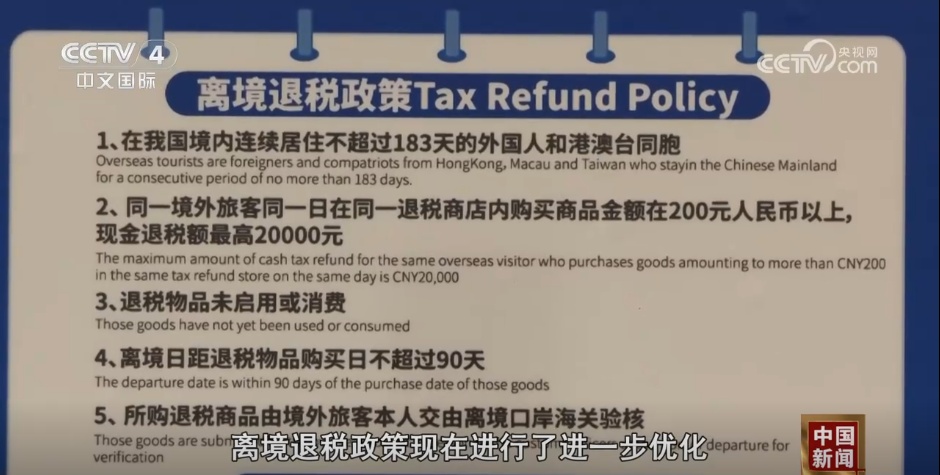 CCTV 4
中文国际
央视网
CCTV.com
离境退税政策Tax Refund Policy
1、在我国境内连续居住不超过183天的外国人和港澳台同胞
Overseas tourists are foreigners and compatriots from HongKong, Macau and Taiwan who stayin the Chinese Mainland
for a consecutive period of no more than 183 days.
2、同一境外旅客同一日在同一退税商店内购买商品金额在200元人民币以上,
现金退税额最高20000元
The maximum amount of cash tax refund for the same overseas visitor who purchases goods amounting to more than CNY200
in the same tax refund store on the same day is CNY20,000
3、退税物品未启用或消费
Those goods have not yet been used or consumed
4、离境日距退税物品购买日不超过90天
The departure date is within 90 days of the purchase date of those goods
5、所购退税商品由境外旅客本人交由离境口岸海关验核
Those goods are departure for
verification
离境退税政策现在进行了进一步优化
中国
新闻